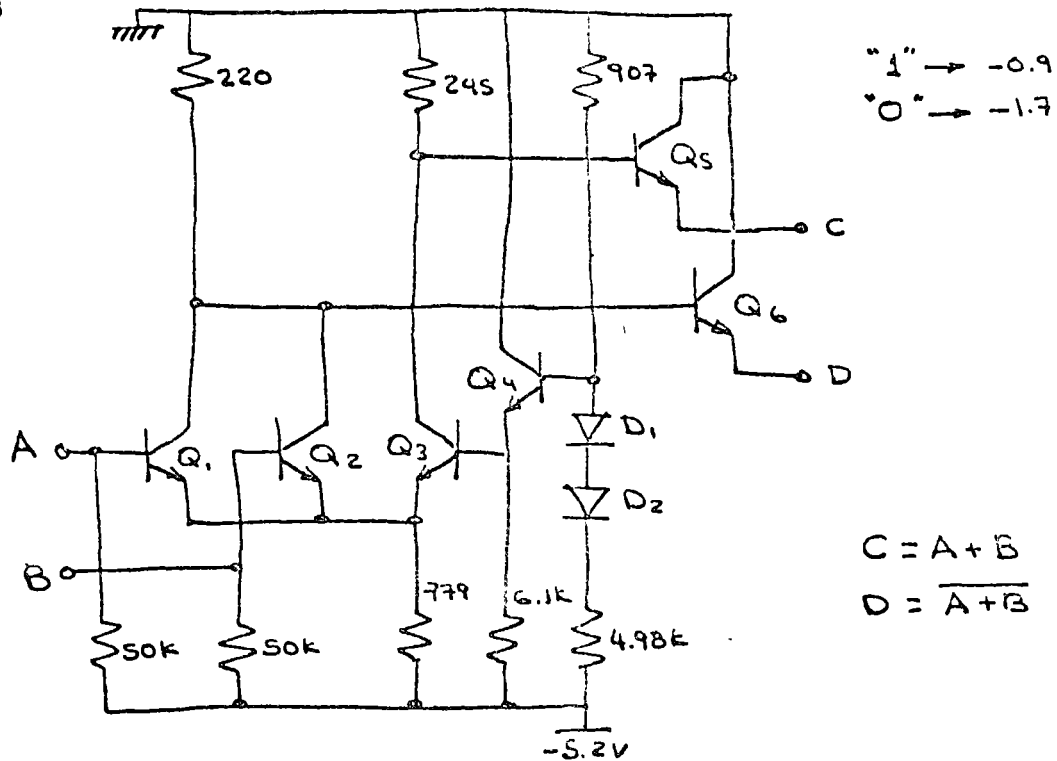 220
245
907
"1" → -0.9
"0" → -1.7
Q5
C
Q6
D
Q4
D1
A
Q1
Q2
Q3
D2
B
C = A + B
D = \overline{A+B}
779
6.1K
50K
50K
4.98K
-5.2V